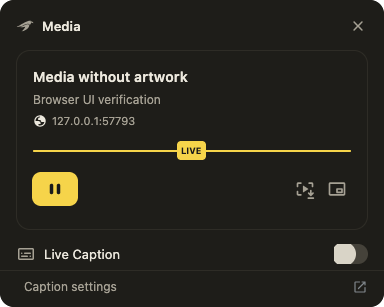 Media
Media without artwork
Browser UI verification
127.0.0.1:57793
LIVE
Live Caption
Caption settings